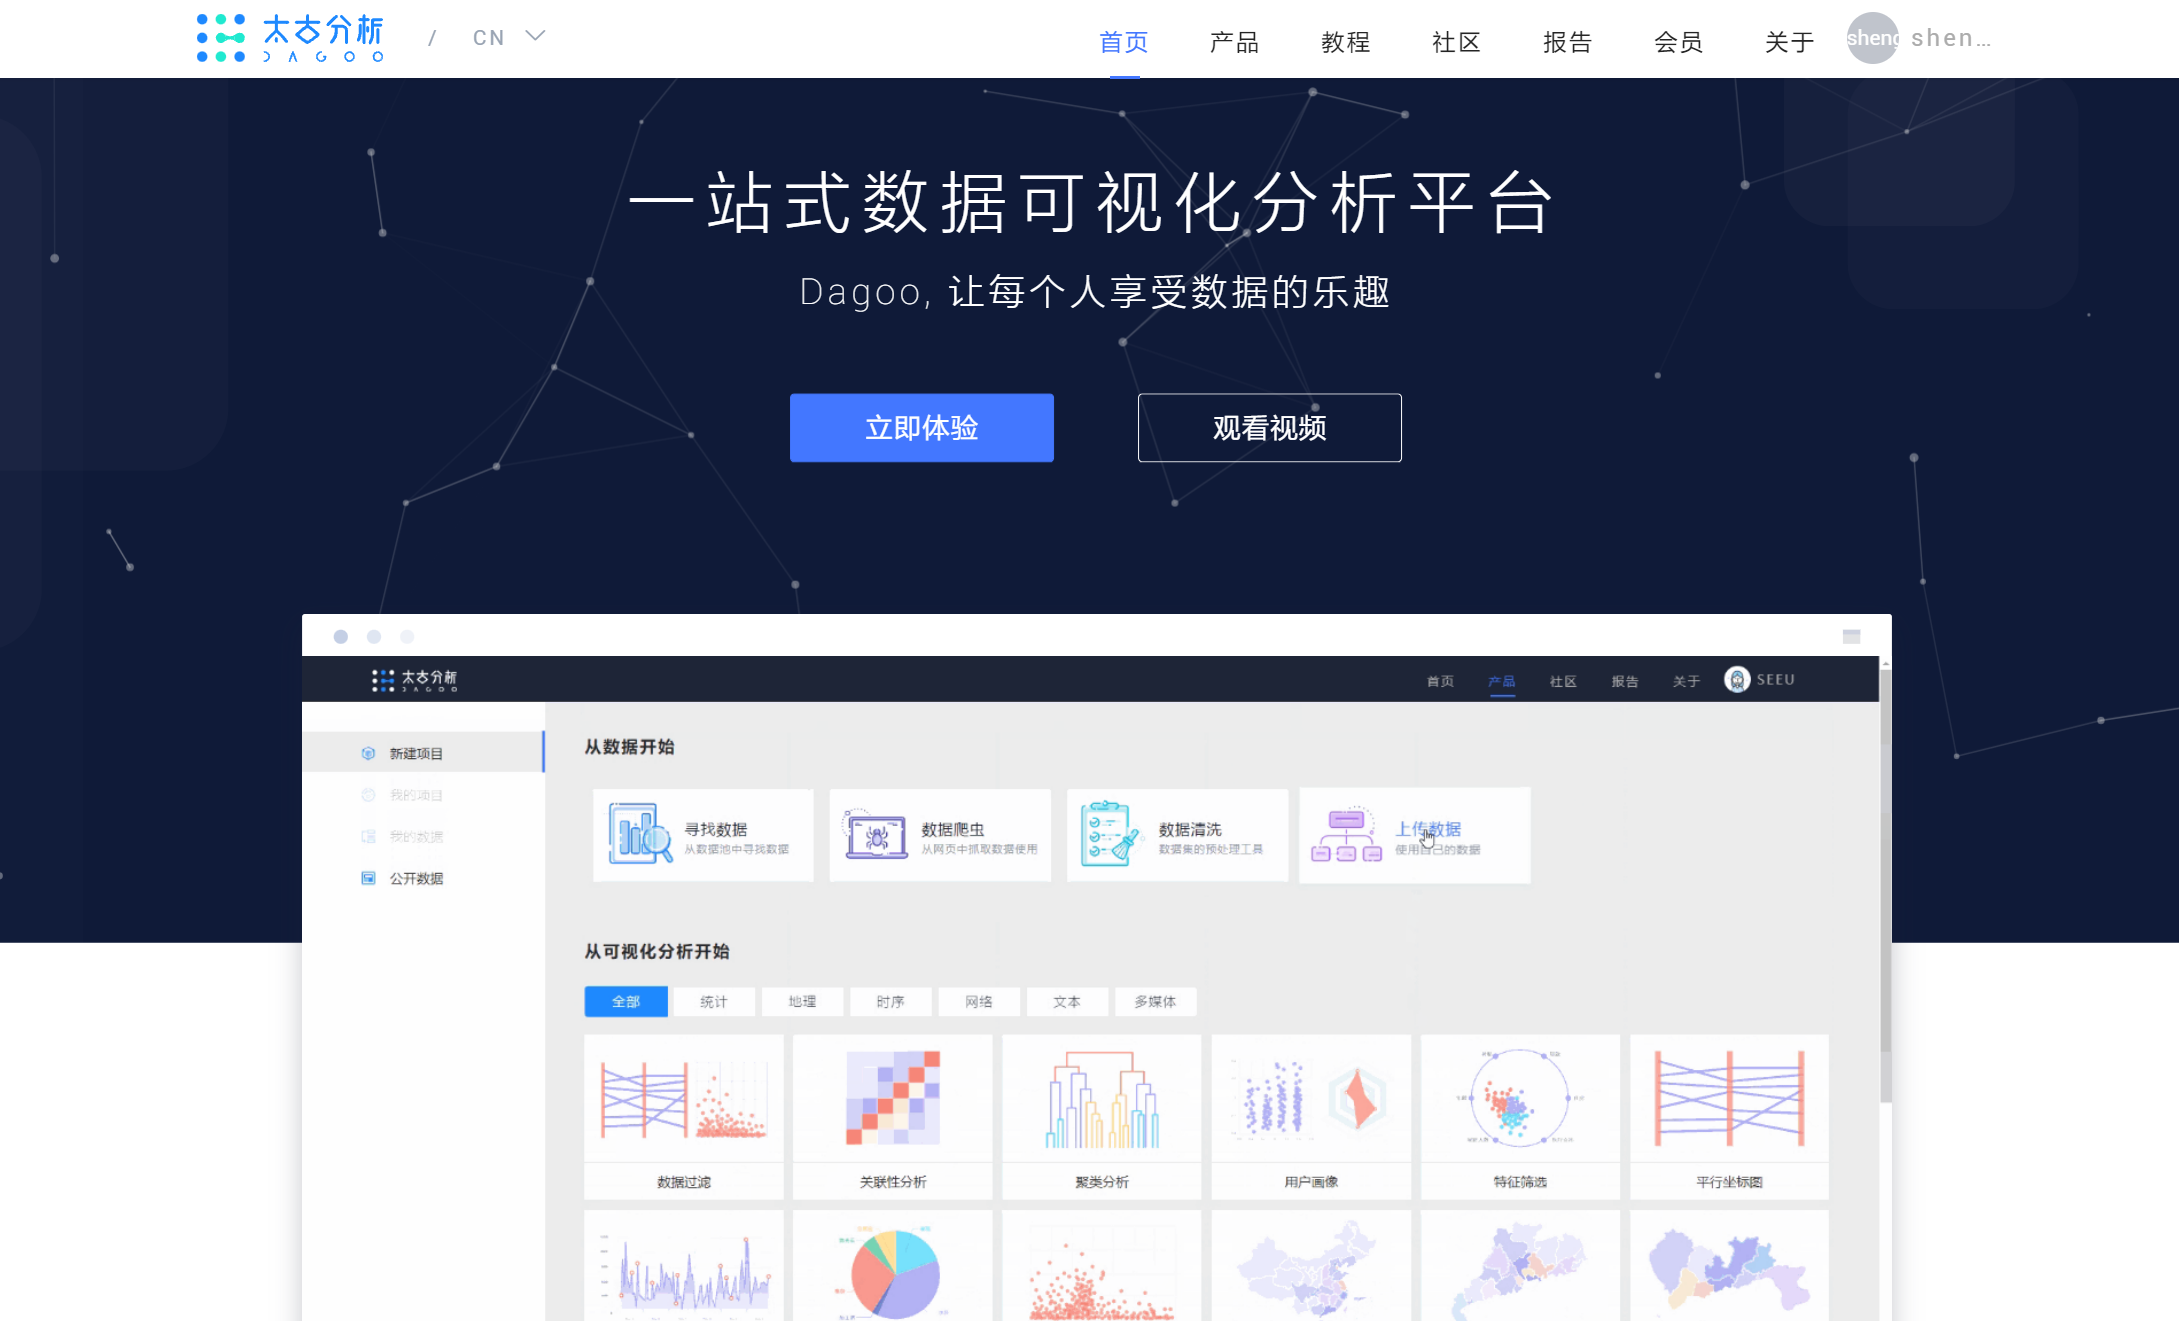 太古分析
DAGOO
/ CN
首页 产品 教程 社区 报告 会员 关于 sheng shen...
一站式数据可视化分析平台
Dagoo, 让每个人享受数据的乐趣
立即体验 观看视频
太古分析
DAGOO
首页 产品 社区 报告 关于 SEEU
新建项目
我的项目
我的数据
公开数据
从数据开始
寻找数据
从数据池中寻找数据
数据爬虫
从网页中抓取数据使用
数据清洗
数据集的预处理工具
上传数据
使用自己的数据
从可视化分析开始
全部 统计 地理 时序 网络 文本 多媒体
数据过滤 关联性分析 聚类分析 用户画像 特征筛选 平行坐标图